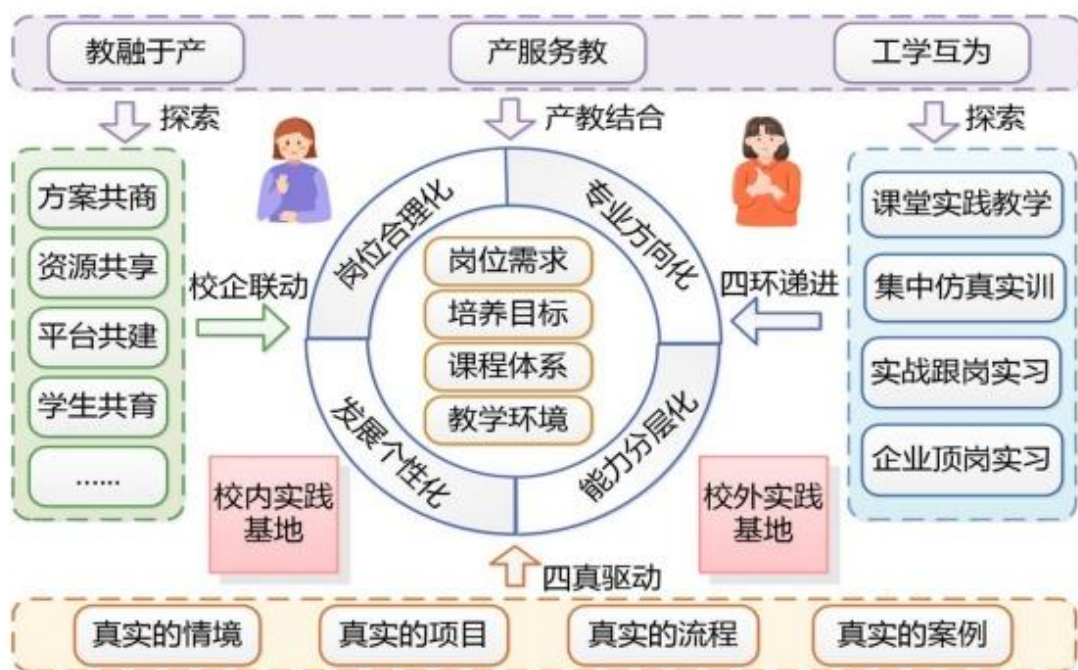 教融于产
产服务教
工学互为
探索
产教结合
探索
方案共商
资源共享
平台共建
学生共育
......
校企联动
岗位合理化
专业方向化
发展个性化
能力分层化
岗位需求
培养目标
课程体系
教学环境
四环递进
课堂实践教学
集中仿真实训
实战跟岗实习
企业顶岗实习
校内实践
基地
校外实践
基地
四真驱动
真实的情境
真实的项目
真实的流程
真实的案例